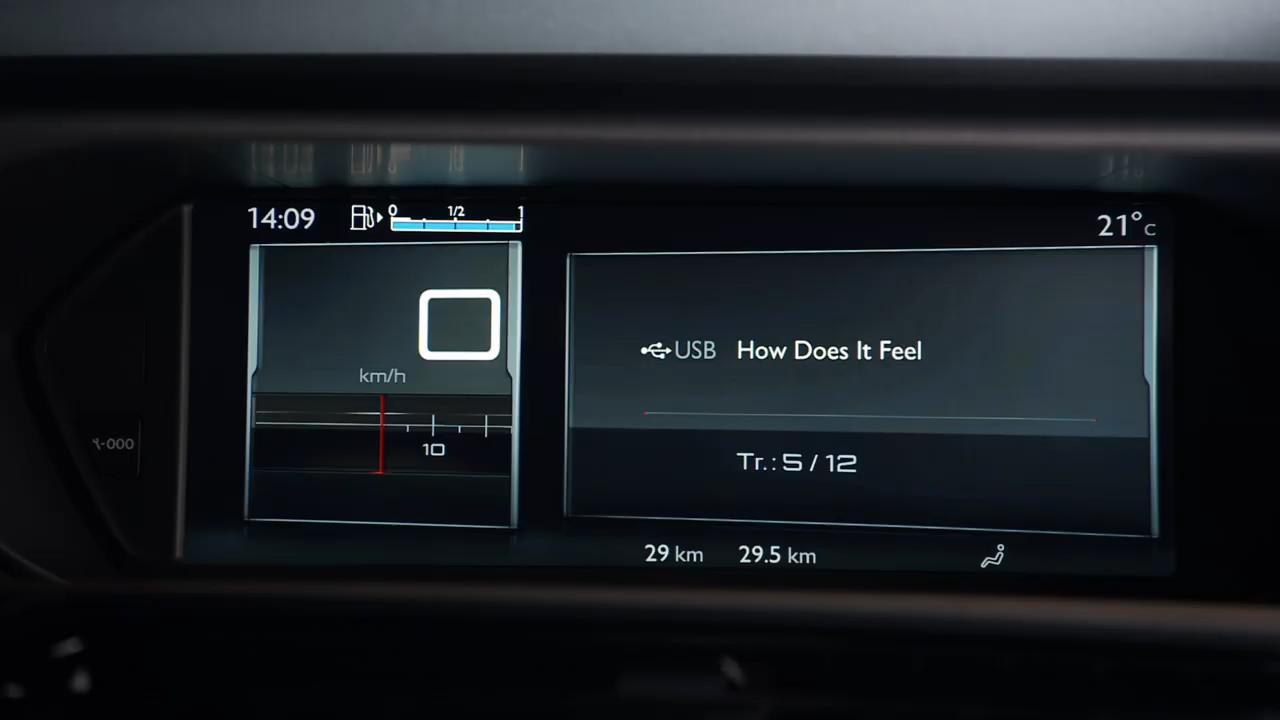 14:09
0 1/2 1
21°C
USB How Does It Feel
km/h
-000
10
Tr.: 5 / 12
29 km 29.5 km